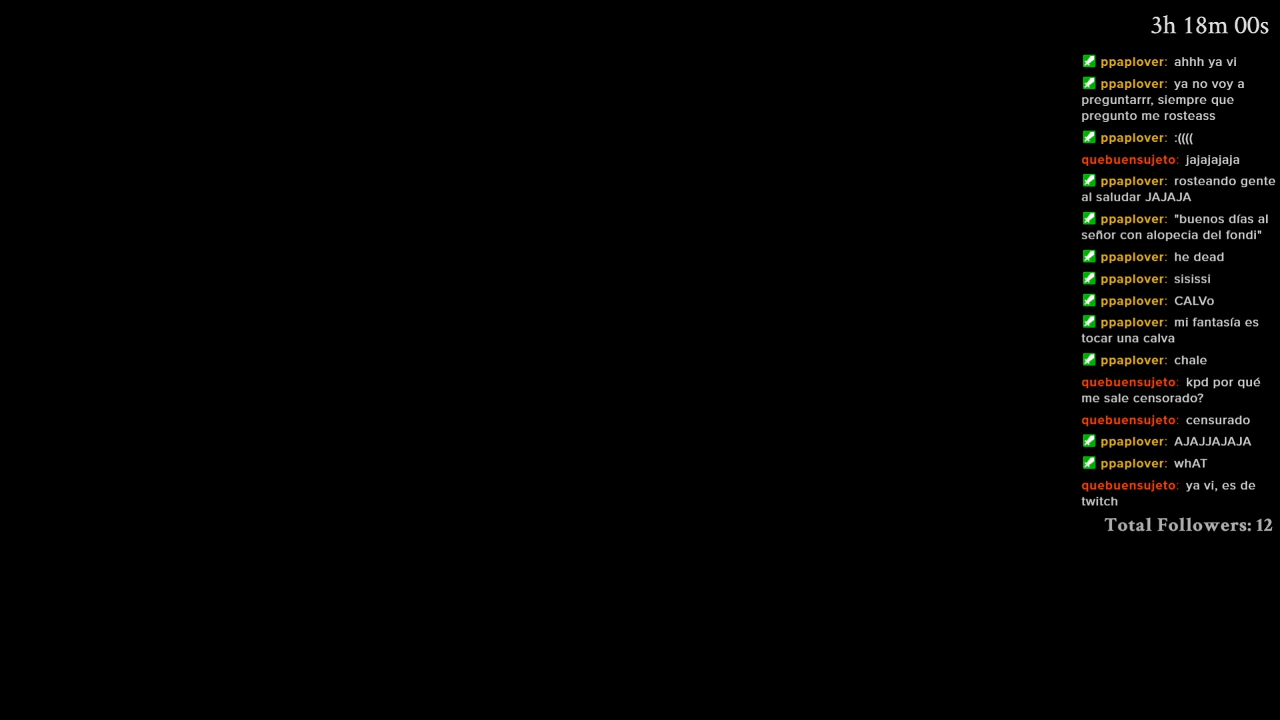 3h 18m 00s
ppaplover: ahhh ya vi
ppaplover: ya no voy a
preguntarrr, siempre que
pregunto me rosteass
ppaplover: :((((
quebuensujeto: jajajajaja
ppaplover: rosteando gente
al saludar JAJAJA
ppaplover: "buenos días al
señor con alopecia del fondi"
ppaplover: he dead
ppaplover: sisissi
ppaplover: CALVo
ppaplover: mi fantasía es
tocar una calva
ppaplover: chale
quebuensujeto: kpd por qué
me sale censorado?
quebuensujeto: censurado
ppaplover: AJAJJAJAJA
ppaplover: whAT
quebuensujeto: ya vi, es de
twitch
Total Followers: 12